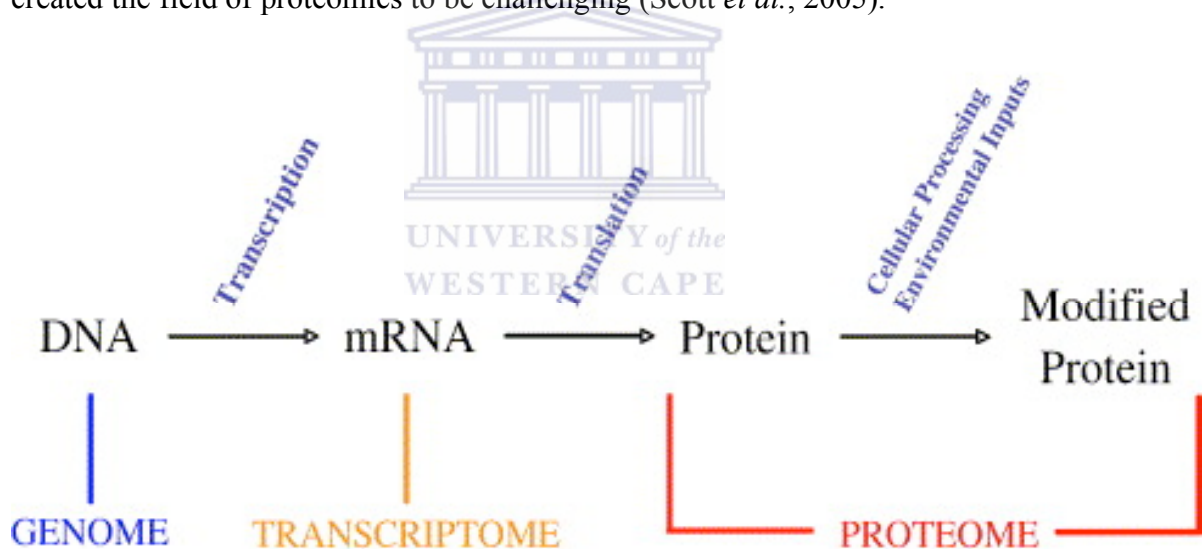 created the field of proteomics to be challenging (Scott et al., 2005).
UNIVERSITY of the
WESTERN CAPE
Transcription
Translation
Cellular Processing
Environmental Inputs
DNA
mRNA
Protein
Modified
Protein
GENOME
TRANSCRIPTOME
PROTEOME